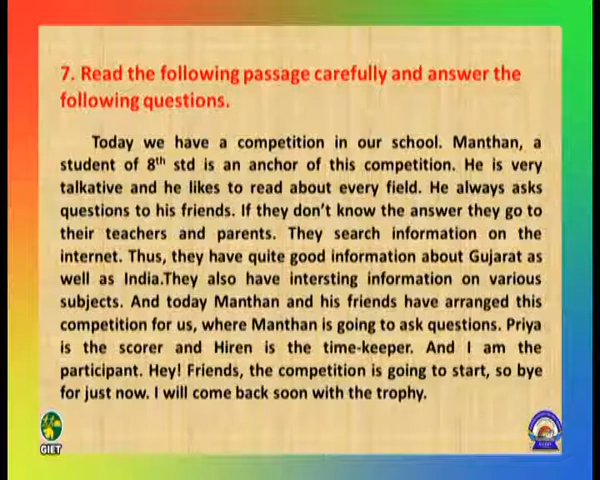 7. Read the following passage carefully and answer the
following questions.
Today we have a competition in our school. Manthan, a
student of 8th std is an anchor of this competition. He is very
talkative and he likes to read about every field. He always asks
questions to his friends. If they don't know the answer they go to
their teachers and parents. They search information on the
internet. Thus, they have quite good information about Gujarat as
well as India.They also have intersting information on various
subjects. And today Manthan and his friends have arranged this
competition for us, where Manthan is going to ask questions. Priya
is the scorer and Hiren is the time-keeper. And I am the
participant. Hey! Friends, the competition is going to start, so bye
for just now. I will come back soon with the trophy.
GIET